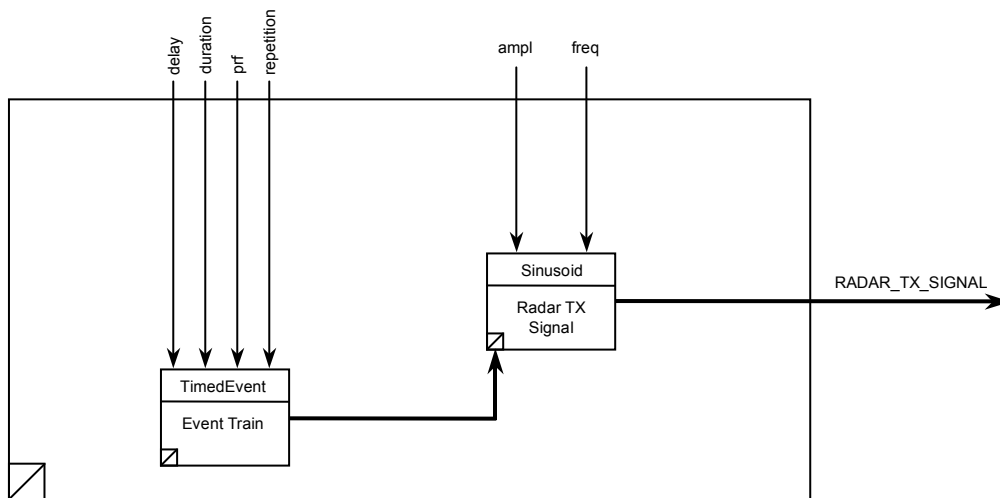 delay
duration
prf
repetition
ampl
freq
Sinusoid
Radar TX
Signal
RADAR_TX_SIGNAL
TimedEvent
Event Train